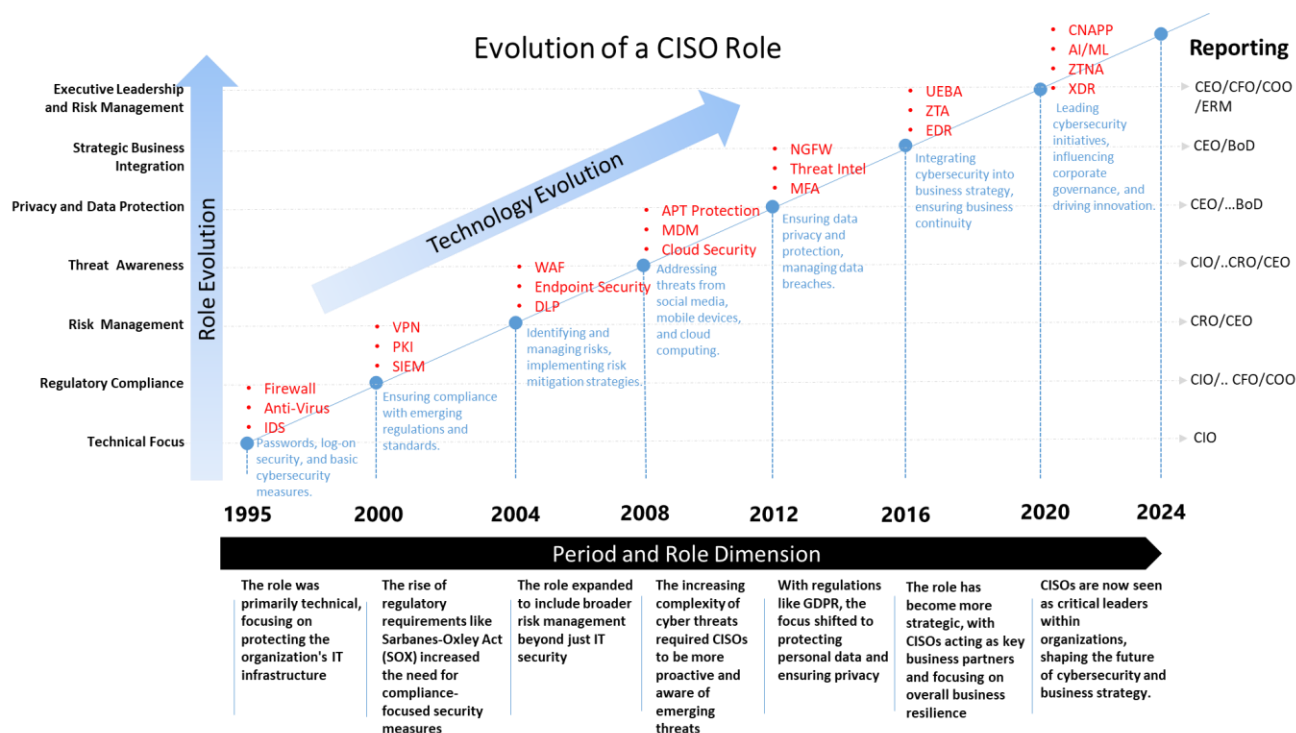 Evolution of a CISO Role
Reporting
Role Evolution
Technology Evolution
Executive Leadership
and Risk Management
Strategic Business
Integration
Privacy and Data Protection
Threat Awareness
Risk Management
Regulatory Compliance
Technical Focus
• Firewall
• Anti-Virus
• IDS
Passwords, log-on
security, and basic
cybersecurity
measures.
• VPN
• PKI
• SIEM
Ensuring compliance
with emerging
regulations and
standards.
• WAF
• Endpoint Security
• DLP
Identifying and
managing risks,
implementing risk
mitigation strategies.
• APT Protection
• MDM
• Cloud Security
Addressing
threats from
social media,
mobile devices,
and cloud
computing.
• NGFW
• Threat Intel
• MFA
Ensuring data
privacy and
protection,
managing data
breaches.
• UEBA
• ZTA
• EDR
Integrating
cybersecurity into
business strategy,
ensuring business
continuity
• CNAPP
• AI/ML
• ZTNA
• XDR
Leading
cybersecurity
initiatives,
influencing
corporate
governance, and
driving innovation.
CEO/CFO/COO
/ERM
CEO/BoD
CEO/...BoD
CIO/..CRO/CEO
CRO/CEO
CIO/.. CFO/COO
CIO
1995
2000
2004
2008
2012
2016
2020
2024
Period and Role Dimension
The role was
primarily technical,
focusing on
protecting the
organization's IT
infrastructure
The rise of
regulatory
requirements like
Sarbanes-Oxley Act
(SOX) increased
the need for
compliance-
focused security
measures
The role expanded
to include broader
risk management
beyond just IT
security
The increasing
complexity of
cyber threats
required CISOs
to be more
proactive and
aware of
emerging
threats
With regulations
like GDPR, the
focus shifted to
protecting
personal data and
ensuring privacy
The role has
become more
strategic, with
CISOs acting as key
business partners
and focusing on
overall business
resilience
CISOs are now seen
as critical leaders
within
organizations,
shaping the future
of cybersecurity and
business strategy.